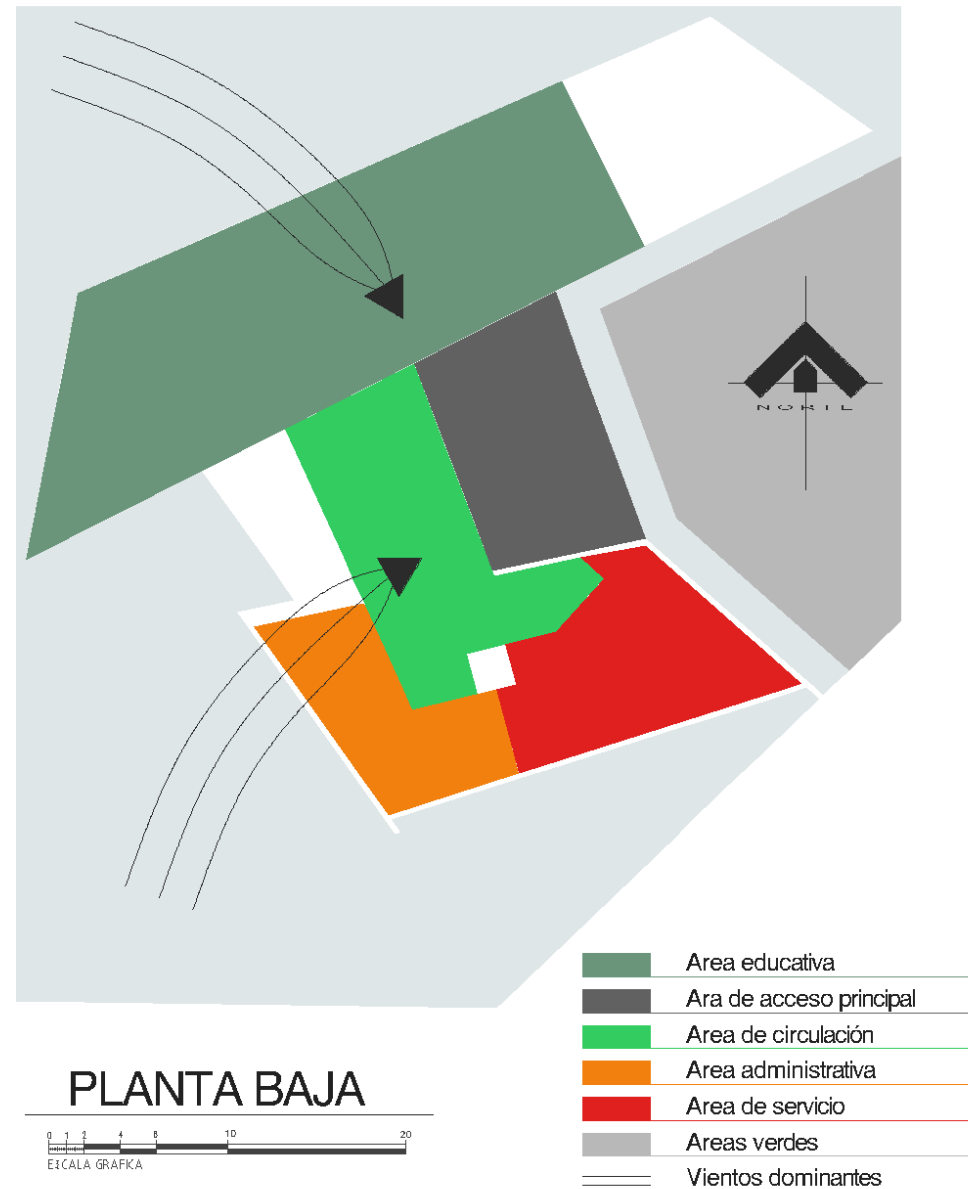 NORTE
Area educativa
Ara de acceso principal
Area de circulación
Area administrativa
Area de servicio
Areas verdes
Vientos dominantes
PLANTA BAJA
0 1 2 4 8 10 20
ESCALA GRAFICA